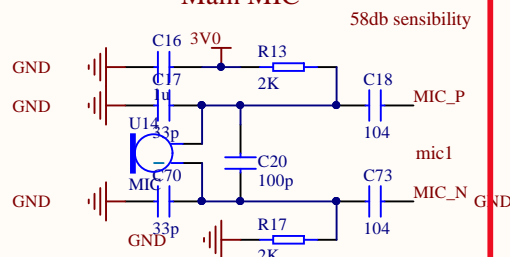 Main MIC
58db sensibility
C16
3V0
R13
GND
2K
C17
1u
C18
GND
MIC_P
U14
33p
104
mic1
C20
MIC
C70
100p
C73
MIC_N
GND
GND
33p
104
GND
R17
2K